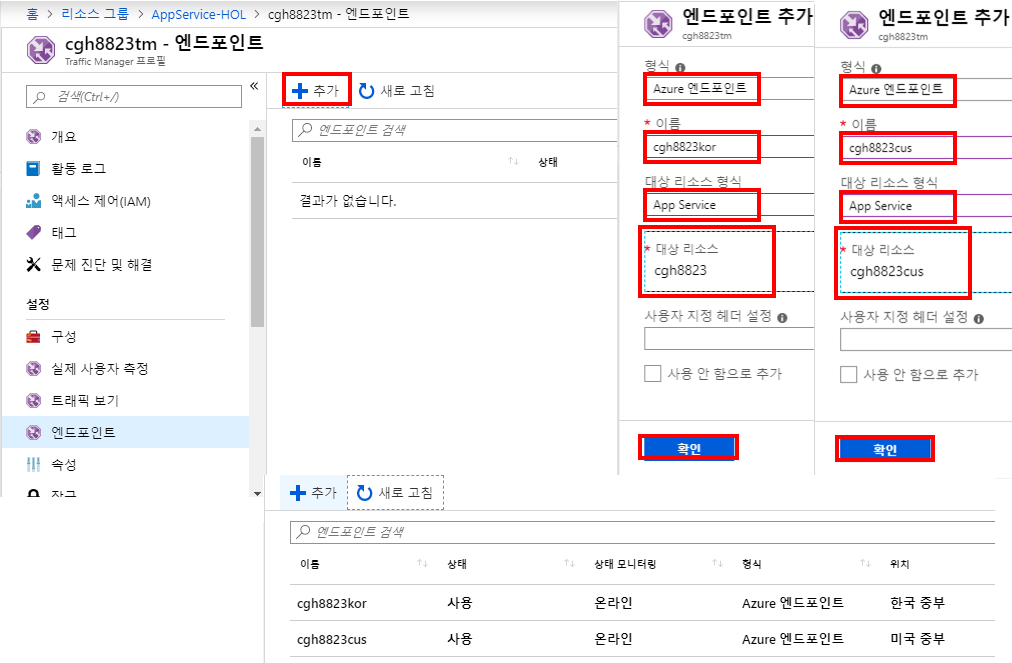 홈 > 리소스 그룹 > AppService-HOL > cgh8823tm - 엔드포인트
cgh8823tm - 엔드포인트
Traffic Manager 프로필
검색(Ctrl+/)
«
개요
활동 로그
액세스 제어(IAM)
태그
문제 진단 및 해결
설정
구성
실제 사용자 측정
트래픽 보기
엔드포인트
속성
잠금
추가
새로 고침
엔드포인트 검색
이름 ↑↓ 상태
결과가 없습니다.
엔드포인트 추가
cgh8823tm
형식
Azure 엔드포인트
* 이름
cgh8823kor
대상 리소스 형식
App Service
* 대상 리소스
cgh8823
사용자 지정 헤더 설정
사용 안 함으로 추가
확인
엔드포인트 추가
cgh8823tm
형식
Azure 엔드포인트
* 이름
cgh8823cus
대상 리소스 형식
App Service
* 대상 리소스
cgh8823cus
사용자 지정 헤더 설정
사용 안 함으로 추가
확인
추가
새로 고침
엔드포인트 검색
이름 ↑↓ 상태 ↑↓ 상태 모니터링 ↑↓ 형식 ↑↓ 위치
cgh8823kor 사용 온라인 Azure 엔드포인트 한국 중부
cgh8823cus 사용 온라인 Azure 엔드포인트 미국 중부